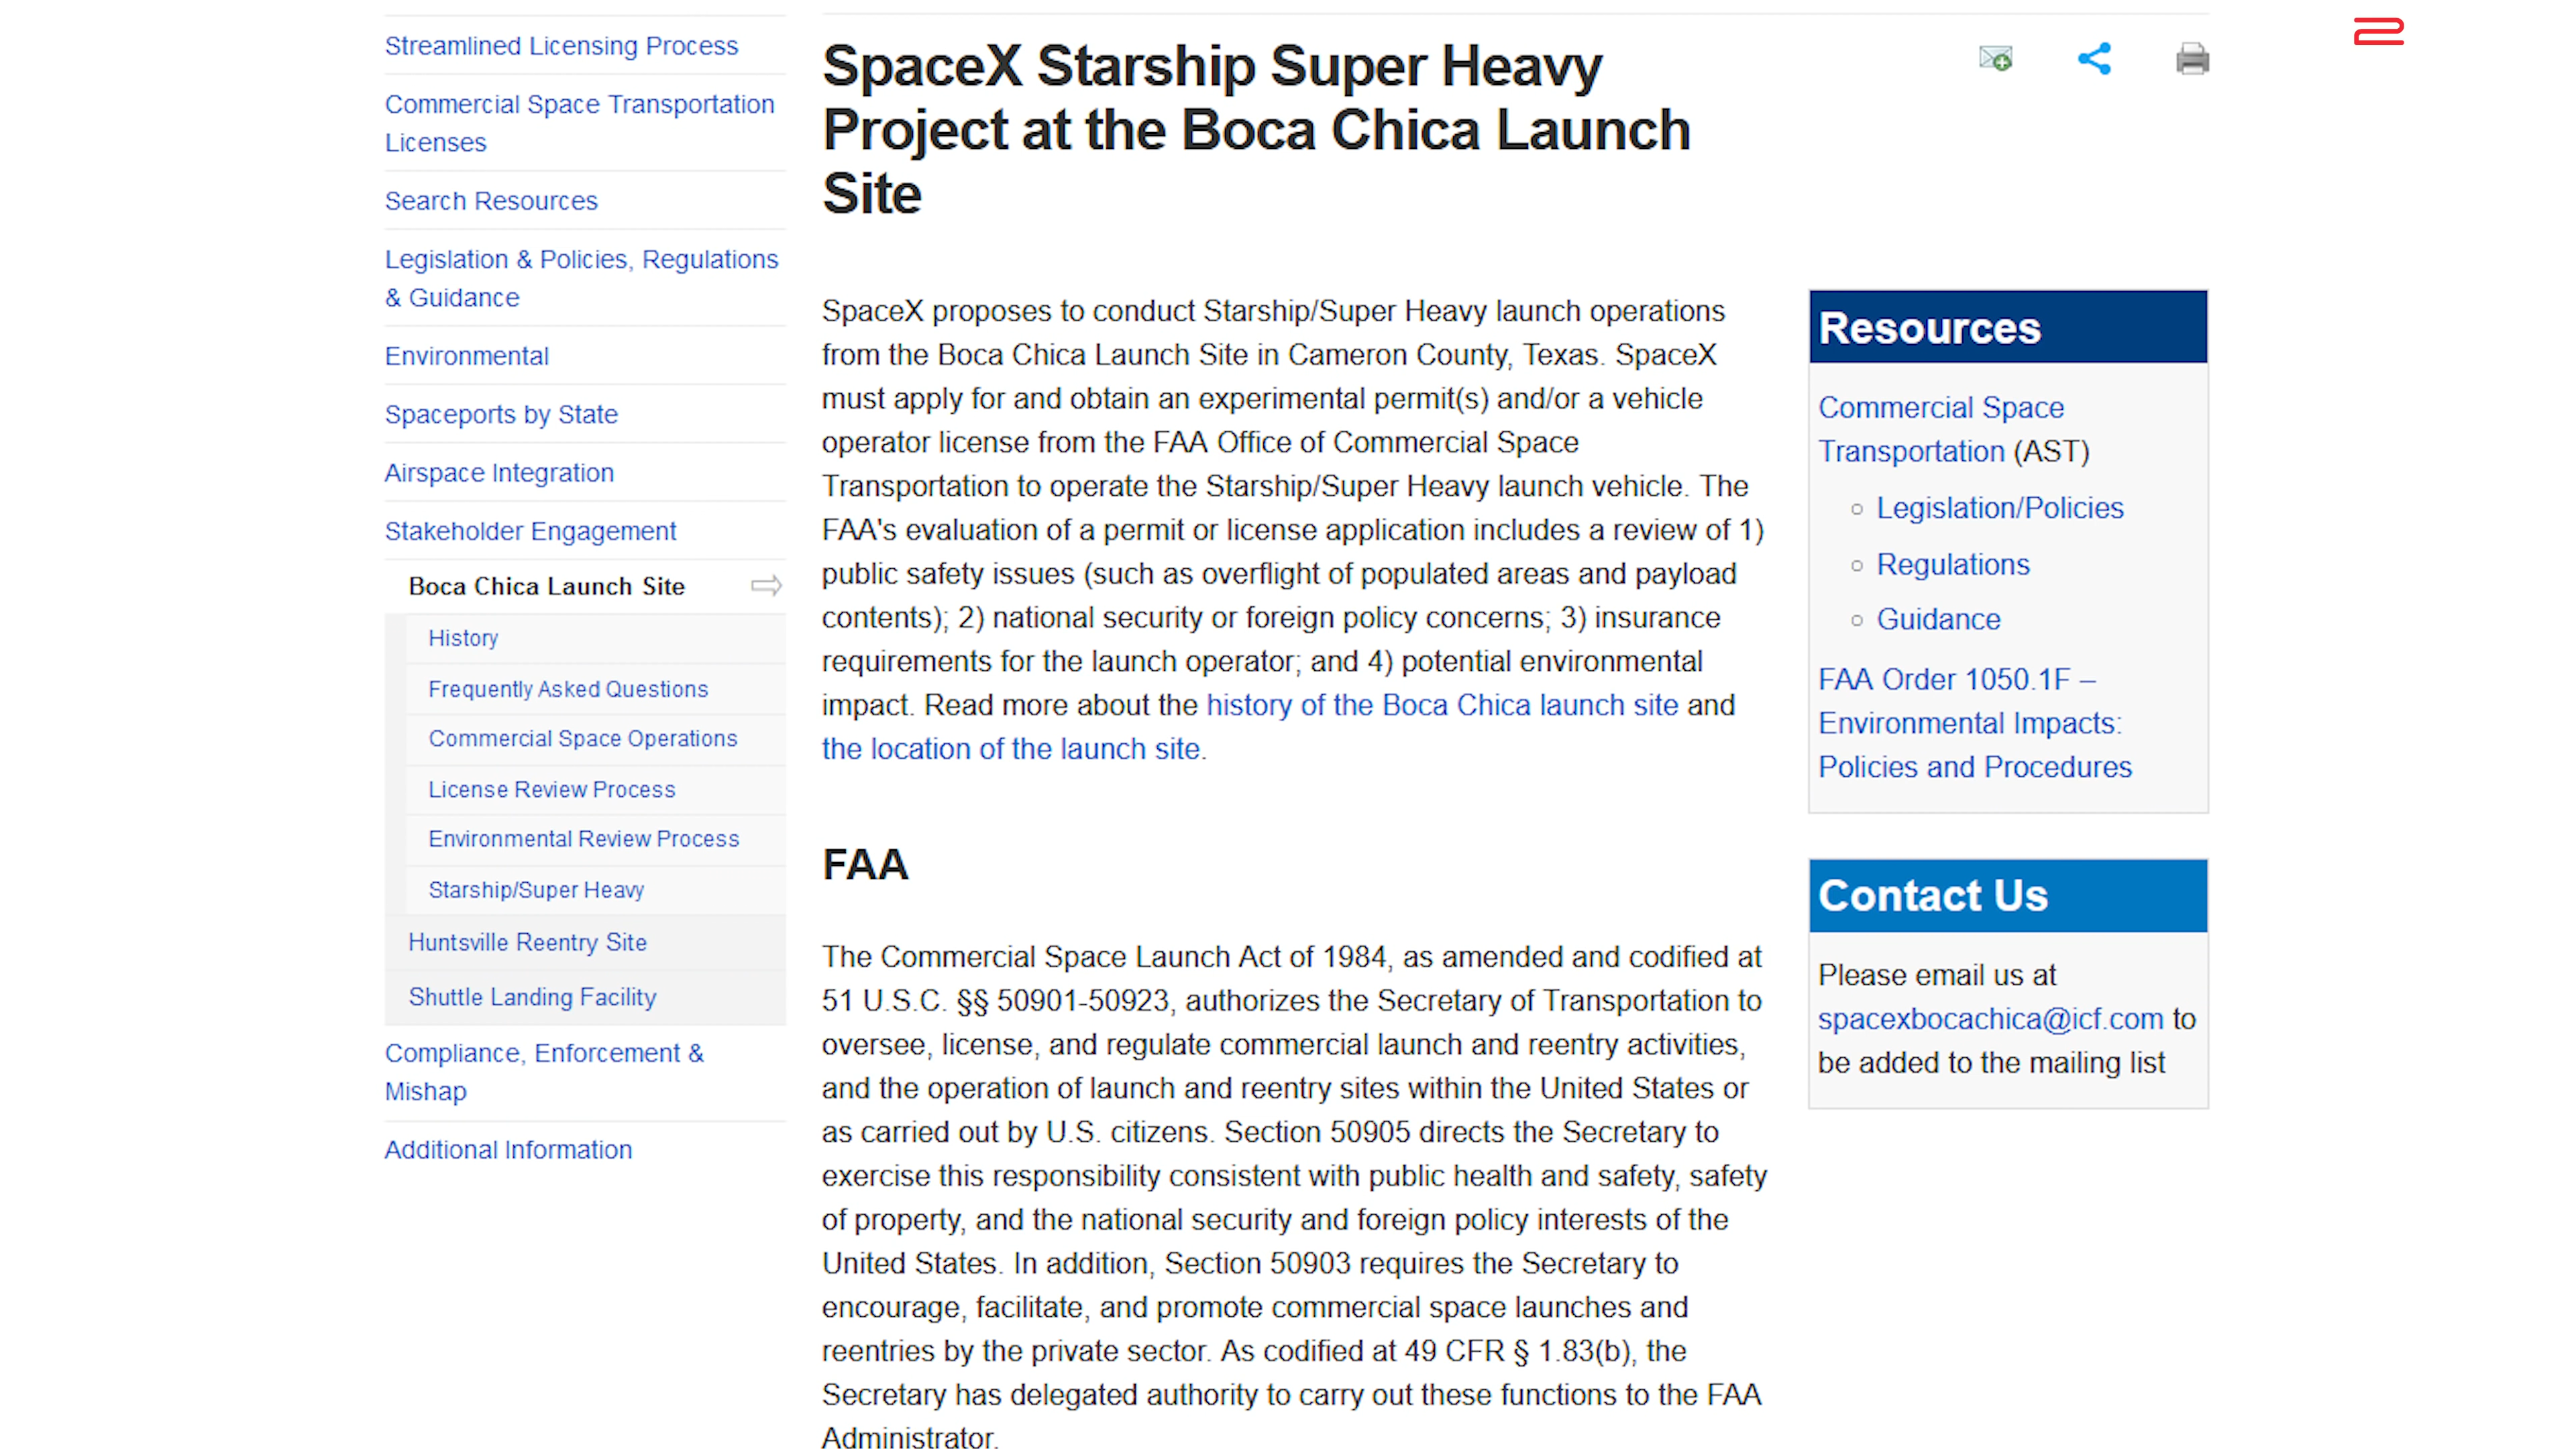 Streamlined Licensing Process
Commercial Space Transportation
Licenses
Search Resources
Legislation & Policies, Regulations
& Guidance
Environmental
Spaceports by State
Airspace Integration
Stakeholder Engagement
Boca Chica Launch Site
History
Frequently Asked Questions
Commercial Space Operations
License Review Process
Environmental Review Process
Starship/Super Heavy
Huntsville Reentry Site
Shuttle Landing Facility
Compliance, Enforcement &
Mishap
Additional Information
SpaceX Starship Super Heavy
Project at the Boca Chica Launch
Site
SpaceX proposes to conduct Starship/Super Heavy launch operations
from the Boca Chica Launch Site in Cameron County, Texas. SpaceX
must apply for and obtain an experimental permit(s) and/or a vehicle
operator license from the FAA Office of Commercial Space
Transportation to operate the Starship/Super Heavy launch vehicle. The
FAA's evaluation of a permit or license application includes a review of 1)
public safety issues (such as overflight of populated areas and payload
contents); 2) national security or foreign policy concerns; 3) insurance
requirements for the launch operator; and 4) potential environmental
impact. Read more about the history of the Boca Chica launch site and
the location of the launch site.
FAA
The Commercial Space Launch Act of 1984, as amended and codified at
51 U.S.C. §§ 50901-50923, authorizes the Secretary of Transportation to
oversee, license, and regulate commercial launch and reentry activities,
and the operation of launch and reentry sites within the United States or
as carried out by U.S. citizens. Section 50905 directs the Secretary to
exercise this responsibility consistent with public health and safety, safety
of property, and the national security and foreign policy interests of the
United States. In addition, Section 50903 requires the Secretary to
encourage, facilitate, and promote commercial space launches and
reentries by the private sector. As codified at 49 CFR § 1.83(b), the
Secretary has delegated authority to carry out these functions to the FAA
Administrator.
Resources
Commercial Space
Transportation (AST)
Legislation/Policies
Regulations
Guidance
FAA Order 1050.1F –
Environmental Impacts:
Policies and Procedures
Contact Us
Please email us at
spacexbocachica@icf.com to
be added to the mailing list